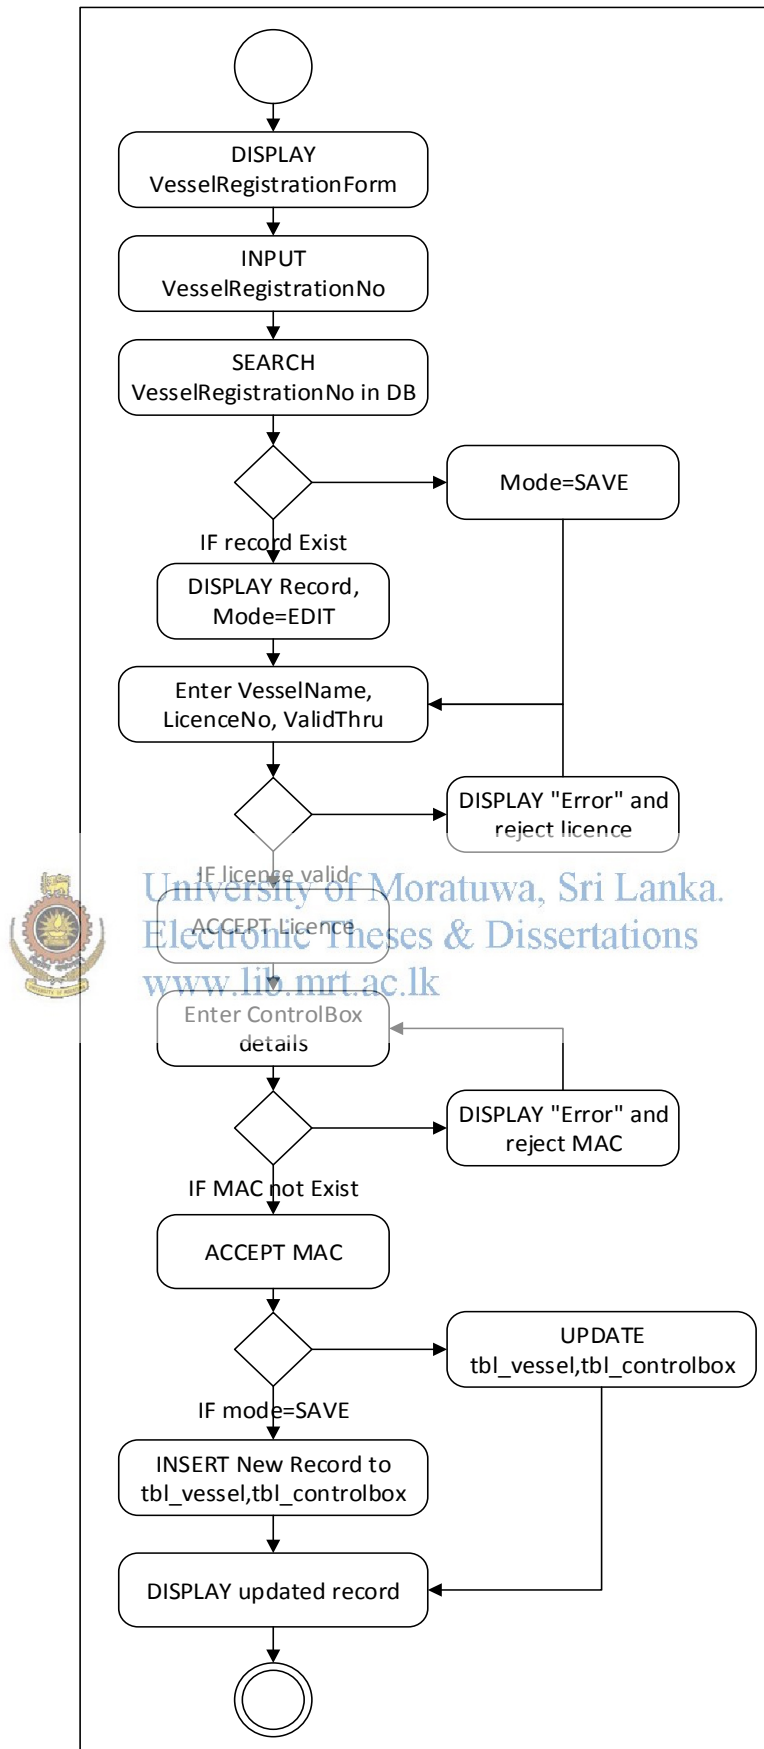 DISPLAY
VesselRegistrationForm
INPUT
VesselRegistrationNo
SEARCH
VesselRegistrationNo in DB
Mode=SAVE
IF record Exist
DISPLAY Record,
Mode=EDIT
Enter VesselName,
LicenceNo, ValidThru
DISPLAY "Error" and
reject licence
IF licence valid
University of Moratuwa, Sri Lanka.
ACCEPT Licence
Electronic Theses & Dissertations
www.lib.mrt.ac.lk
Enter ControlBox
details
DISPLAY "Error" and
reject MAC
IF MAC not Exist
ACCEPT MAC
UPDATE
tbl_vessel,tbl_controlbox
IF mode=SAVE
INSERT New Record to
tbl_vessel,tbl_controlbox
DISPLAY updated record